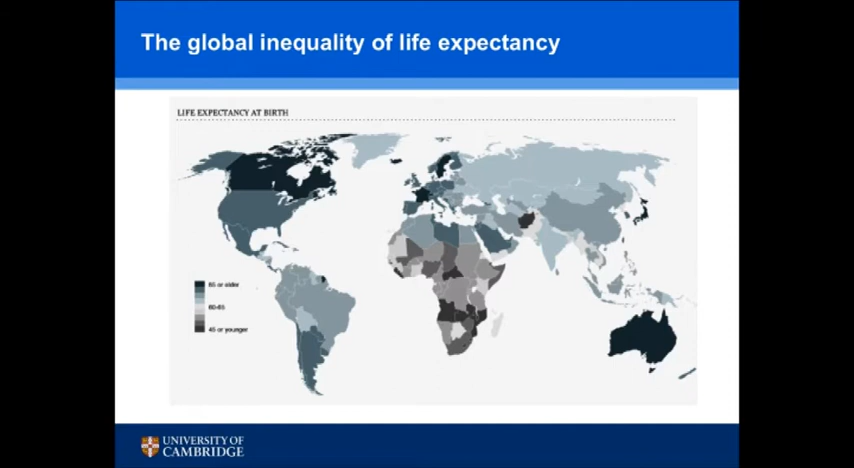 The global inequality of life expectancy
LIFE EXPECTANCY AT BIRTH
85 or older
60-65
45 or younger
UNIVERSITY OF
CAMBRIDGE